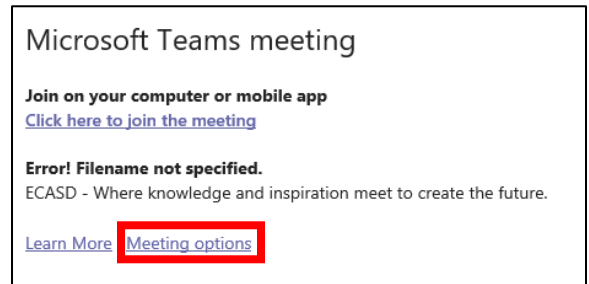 Microsoft Teams meeting
Join on your computer or mobile app
Click here to join the meeting
Error! Filename not specified.
ECASD - Where knowledge and inspiration meet to create the future.
Learn More Meeting options